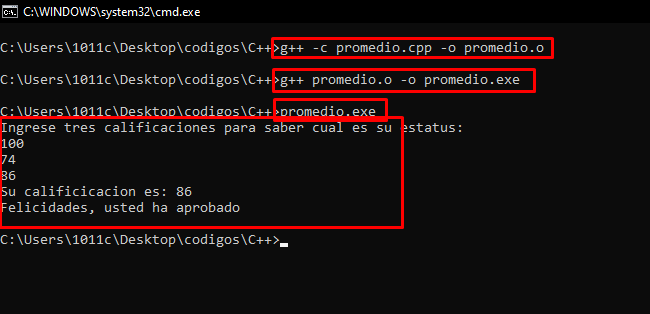 C:\WINDOWS\system32\cmd.exe
C:\Users\1011c\Desktop\codigos\C++>g++ -c promedio.cpp -o promedio.o
C:\Users\1011c\Desktop\codigos\C++>g++ promedio.o -o promedio.exe
C:\Users\1011c\Desktop\codigos\C++>promedio.exe
Ingrese tres calificaciones para saber cual es su estatus:
100
74
86
Su calificicacion es: 86
Felicidades, usted ha aprobado
C:\Users\1011c\Desktop\codigos\C++>